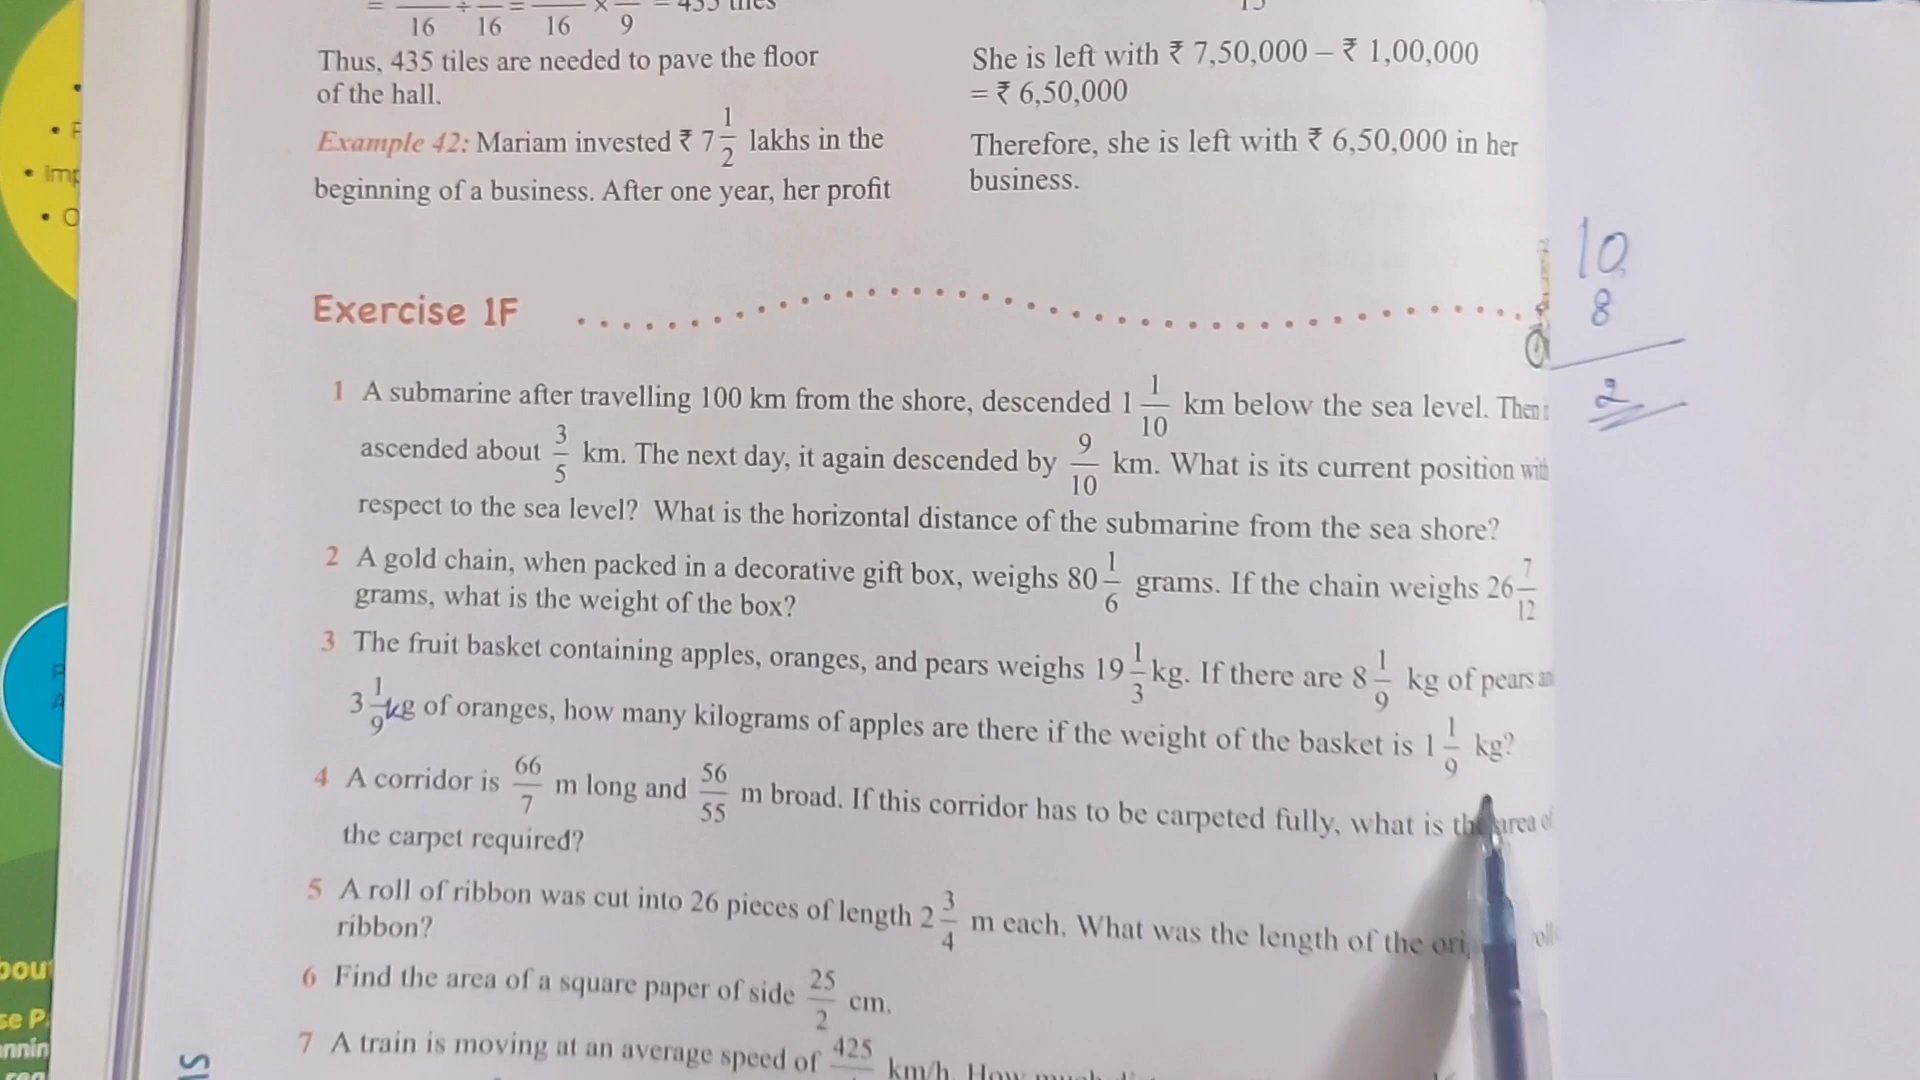 = 16 ÷ 16 = 16 × 9 = 435 tiles
Thus, 435 tiles are needed to pave the floor
of the hall.
Example 42: Mariam invested ₹ 7 1/2 lakhs in the
beginning of a business. After one year, her profit
She is left with ₹ 7,50,000 – ₹ 1,00,000
= ₹ 6,50,000
Therefore, she is left with ₹ 6,50,000 in her
business.
10
8
2
Exercise 1F
1 A submarine after travelling 100 km from the shore, descended 1 1/10 km below the sea level. Then
ascended about 3/5 km. The next day, it again descended by 9/10 km. What is its current position with
respect to the sea level? What is the horizontal distance of the submarine from the sea shore?
2 A gold chain, when packed in a decorative gift box, weighs 80 1/6 grams. If the chain weighs 26 7/12
grams, what is the weight of the box?
3 The fruit basket containing apples, oranges, and pears weighs 19 1/3 kg. If there are 8 1/9 kg of pears
3 1/9 kg of oranges, how many kilograms of apples are there if the weight of the basket is 1 1/9 kg?
4 A corridor is 66/7 m long and 56/55 m broad. If this corridor has to be carpeted fully, what is the area of
the carpet required?
5 A roll of ribbon was cut into 26 pieces of length 2 3/4 m each. What was the length of the
ribbon?
6 Find the area of a square paper of side 25/2 cm.
7 A train is moving at an average speed of 425 km/h. How much